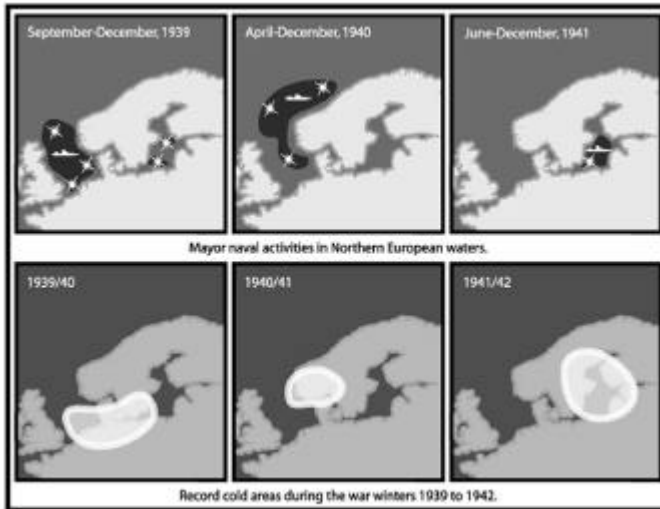 September-December, 1939
April-December, 1940
June-December, 1941
Mayor naval activities in Northern European waters.
1939/40
1940/41
1941/42
Record cold areas during the war winters 1939 to 1942.